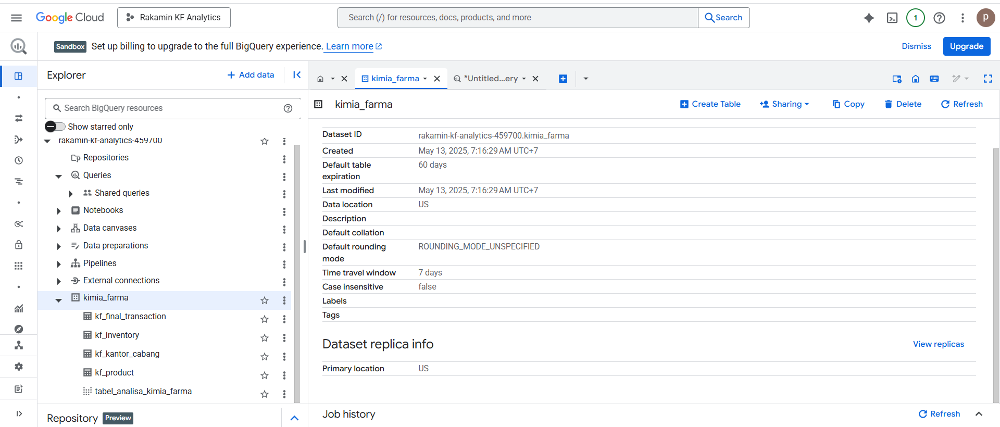 Google Cloud
Rakamin KF Analytics
Search (/) for resources, docs, products, and more
Search
1
p
Sandbox
Set up billing to upgrade to the full BigQuery experience. Learn more
Dismiss
Upgrade
Explorer
+ Add data
kimia_farma
*Untitled...ery
Search BigQuery resources
Show starred only
rakamin-kf-analytics-459700
Repositories
Queries
Shared queries
Notebooks
Data canvases
Data preparations
Pipelines
External connections
kimia_farma
kf_final_transaction
kf_inventory
kf_kantor_cabang
kf_product
tabel_analisa_kimia_farma
Repository Preview
kimia_farma
Create Table
Sharing
Copy
Delete
Refresh
Dataset ID rakamin-kf-analytics-459700.kimia_farma
Created May 13, 2025, 7:16:29 AM UTC+7
Default table expiration 60 days
Last modified May 13, 2025, 7:16:29 AM UTC+7
Data location US
Description
Default collation
Default rounding mode ROUNDING_MODE_UNSPECIFIED
Time travel window 7 days
Case insensitive false
Labels
Tags
Dataset replica info
View replicas
Primary location US
Job history
Refresh